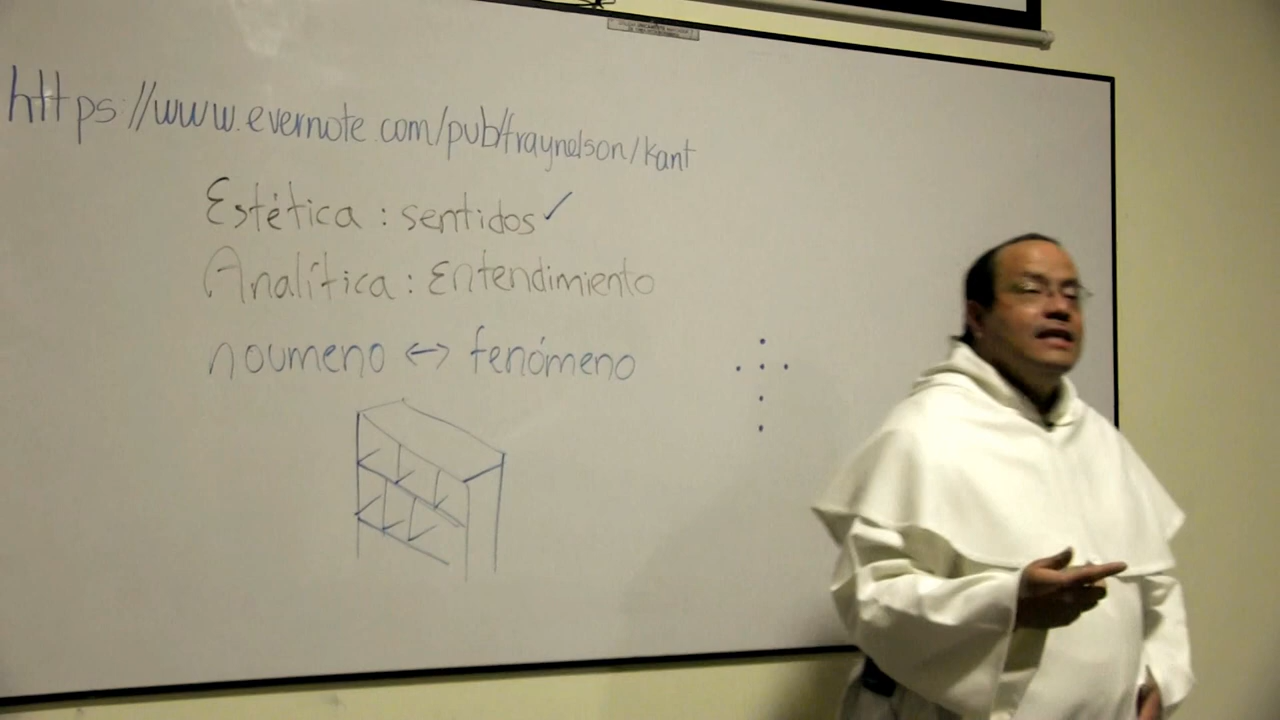 https://www.evernote.com/pub/fraynelson/kant
Estética : sentidos ✓
Analítica : Entendimiento
noumeno ↔ fenómeno